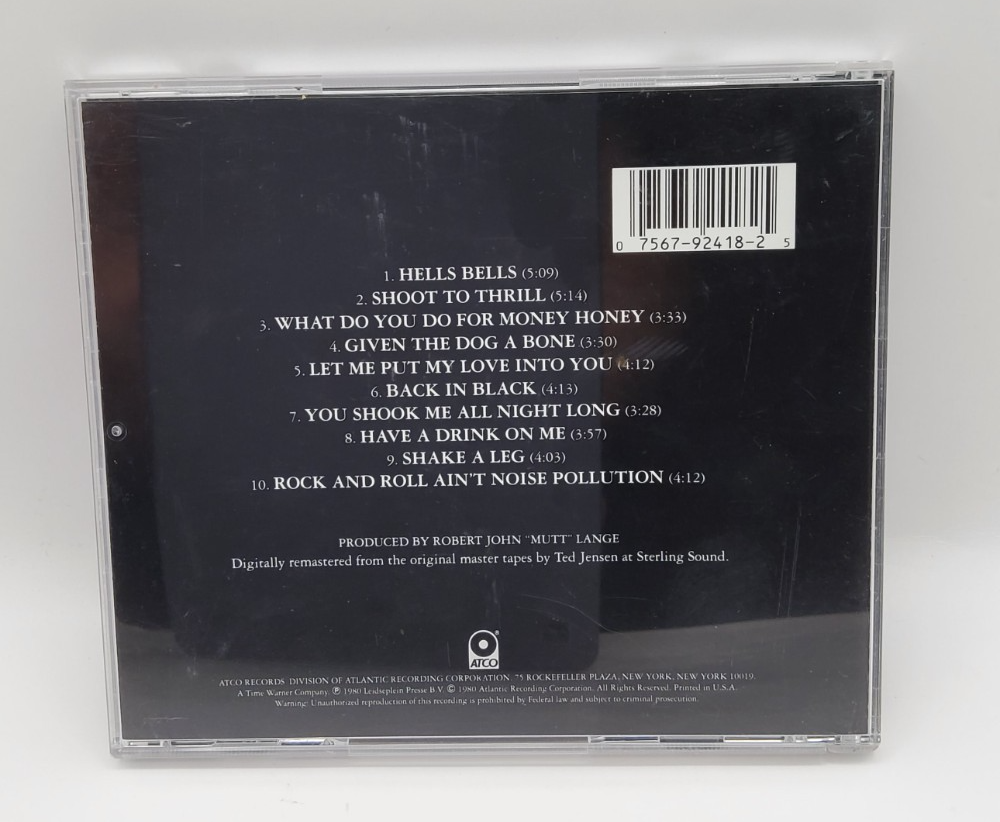 0 7567-92418-2 5
1. HELLS BELLS (5:09)
2. SHOOT TO THRILL (5:14)
3. WHAT DO YOU DO FOR MONEY HONEY (3:33)
4. GIVEN THE DOG A BONE (3:30)
5. LET ME PUT MY LOVE INTO YOU (4:12)
6. BACK IN BLACK (4:13)
7. YOU SHOOK ME ALL NIGHT LONG (3:28)
8. HAVE A DRINK ON ME (3:57)
9. SHAKE A LEG (4:03)
10. ROCK AND ROLL AIN'T NOISE POLLUTION (4:12)
PRODUCED BY ROBERT JOHN "MUTT" LANGE
Digitally remastered from the original master tapes by Ted Jensen at Sterling Sound.
ATCO
®
ATCO RECORDS, DIVISION OF ATLANTIC RECORDING CORPORATION, 75 ROCKEFELLER PLAZA, NEW YORK, NEW YORK 10019.
A Time Warner Company. ℗ 1980 Leidseplein Presse B.V. © 1980 Atlantic Recording Corporation. All Rights Reserved. Printed in U.S.A.
Warning: Unauthorized reproduction of this recording is prohibited by Federal law and subject to criminal prosecution.